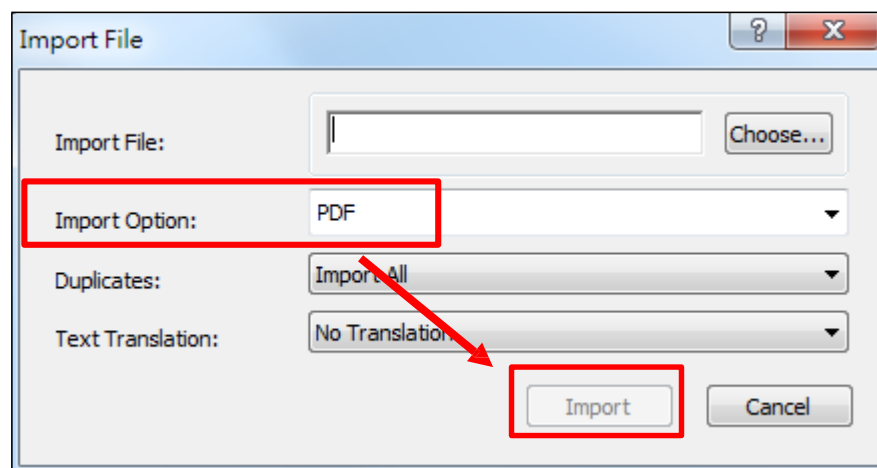 Import File
Import File:
Choose...
Import Option:
PDF
Duplicates:
Import All
Text Translation:
No Translation
Import
Cancel